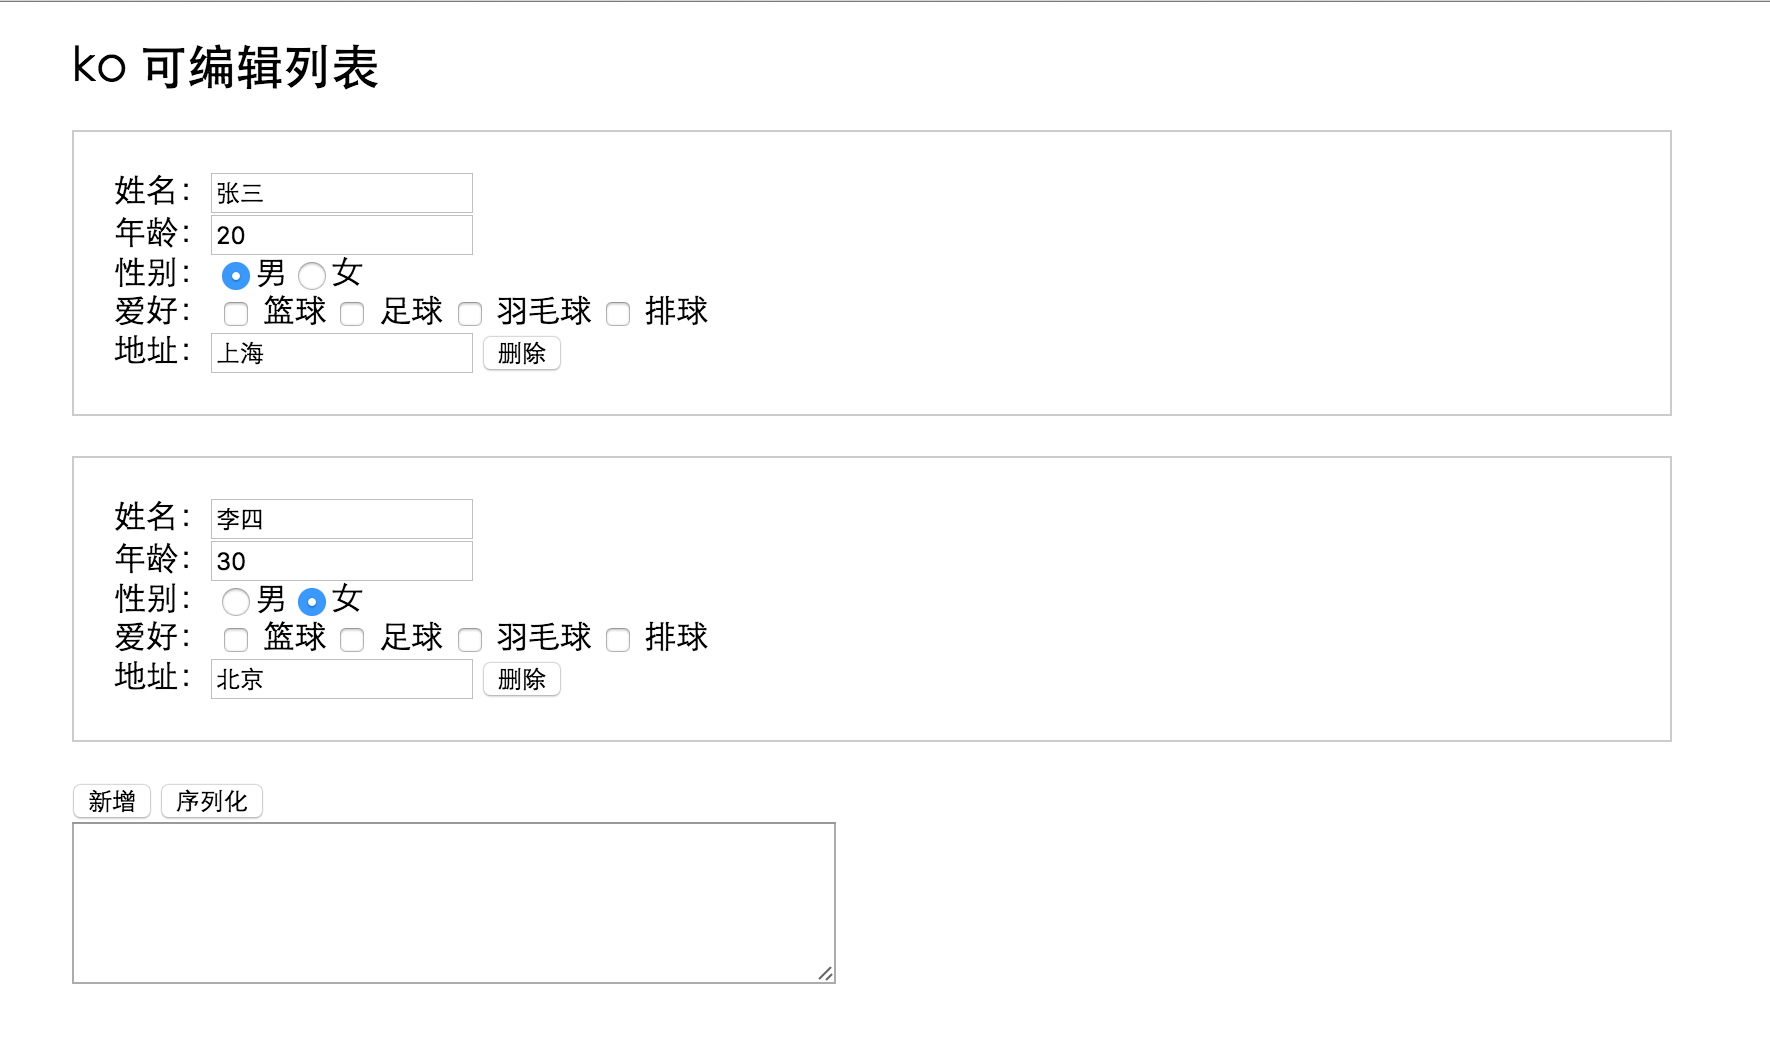 ko 可编辑列表
姓名： 张三
年龄： 20
性别： 男 女
爱好： 篮球 足球 羽毛球 排球
地址： 上海 删除
姓名： 李四
年龄： 30
性别： 男 女
爱好： 篮球 足球 羽毛球 排球
地址： 北京 删除
新增 序列化